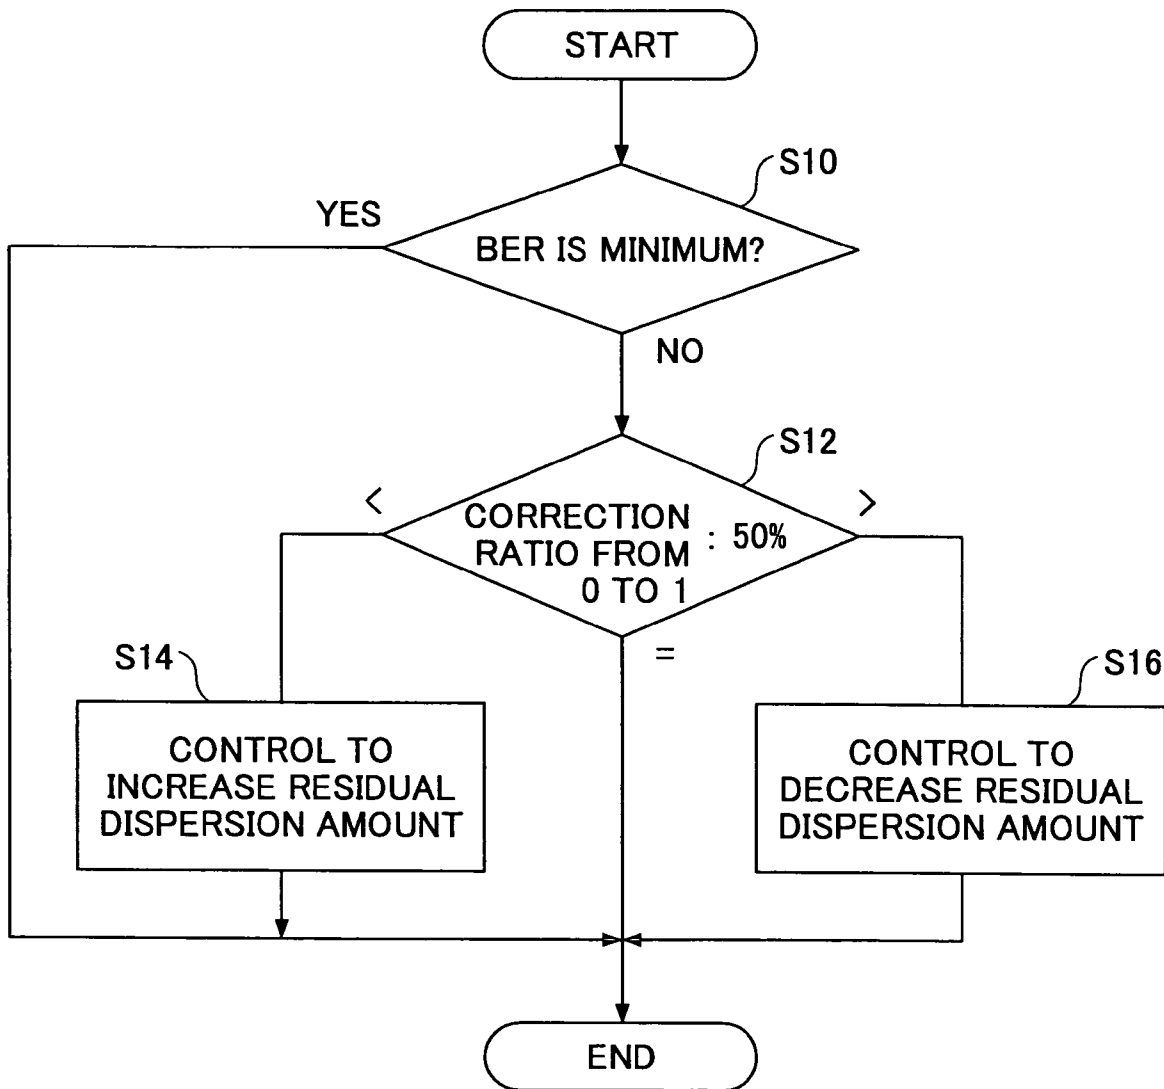 START
S10
YES
BER IS MINIMUM?
NO
S12
<
>
CORRECTION
RATIO FROM : 50%
0 TO 1
=
S14
S16
CONTROL TO
INCREASE RESIDUAL
DISPERSION AMOUNT
CONTROL TO
DECREASE RESIDUAL
DISPERSION AMOUNT
END